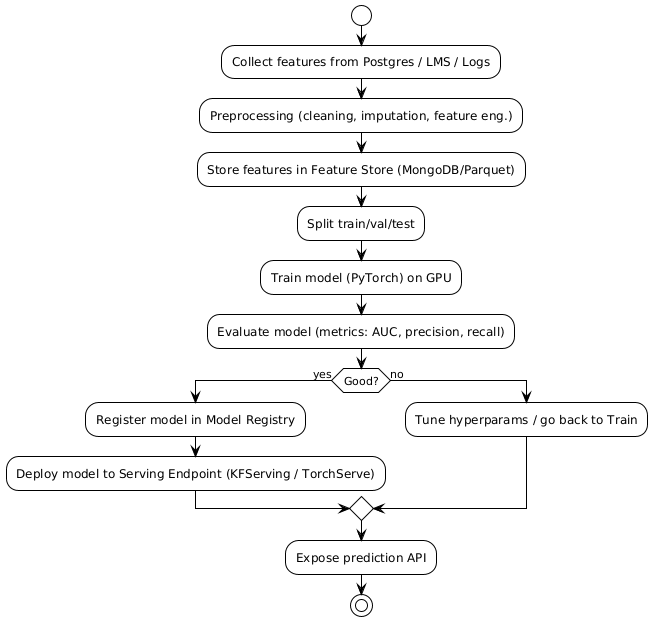 Collect features from Postgres / LMS / Logs
Preprocessing (cleaning, imputation, feature eng.)
Store features in Feature Store (MongoDB/Parquet)
Split train/val/test
Train model (PyTorch) on GPU
Evaluate model (metrics: AUC, precision, recall)
yes
Good?
no
Register model in Model Registry
Tune hyperparams / go back to Train
Deploy model to Serving Endpoint (KFServing / TorchServe)
Expose prediction API